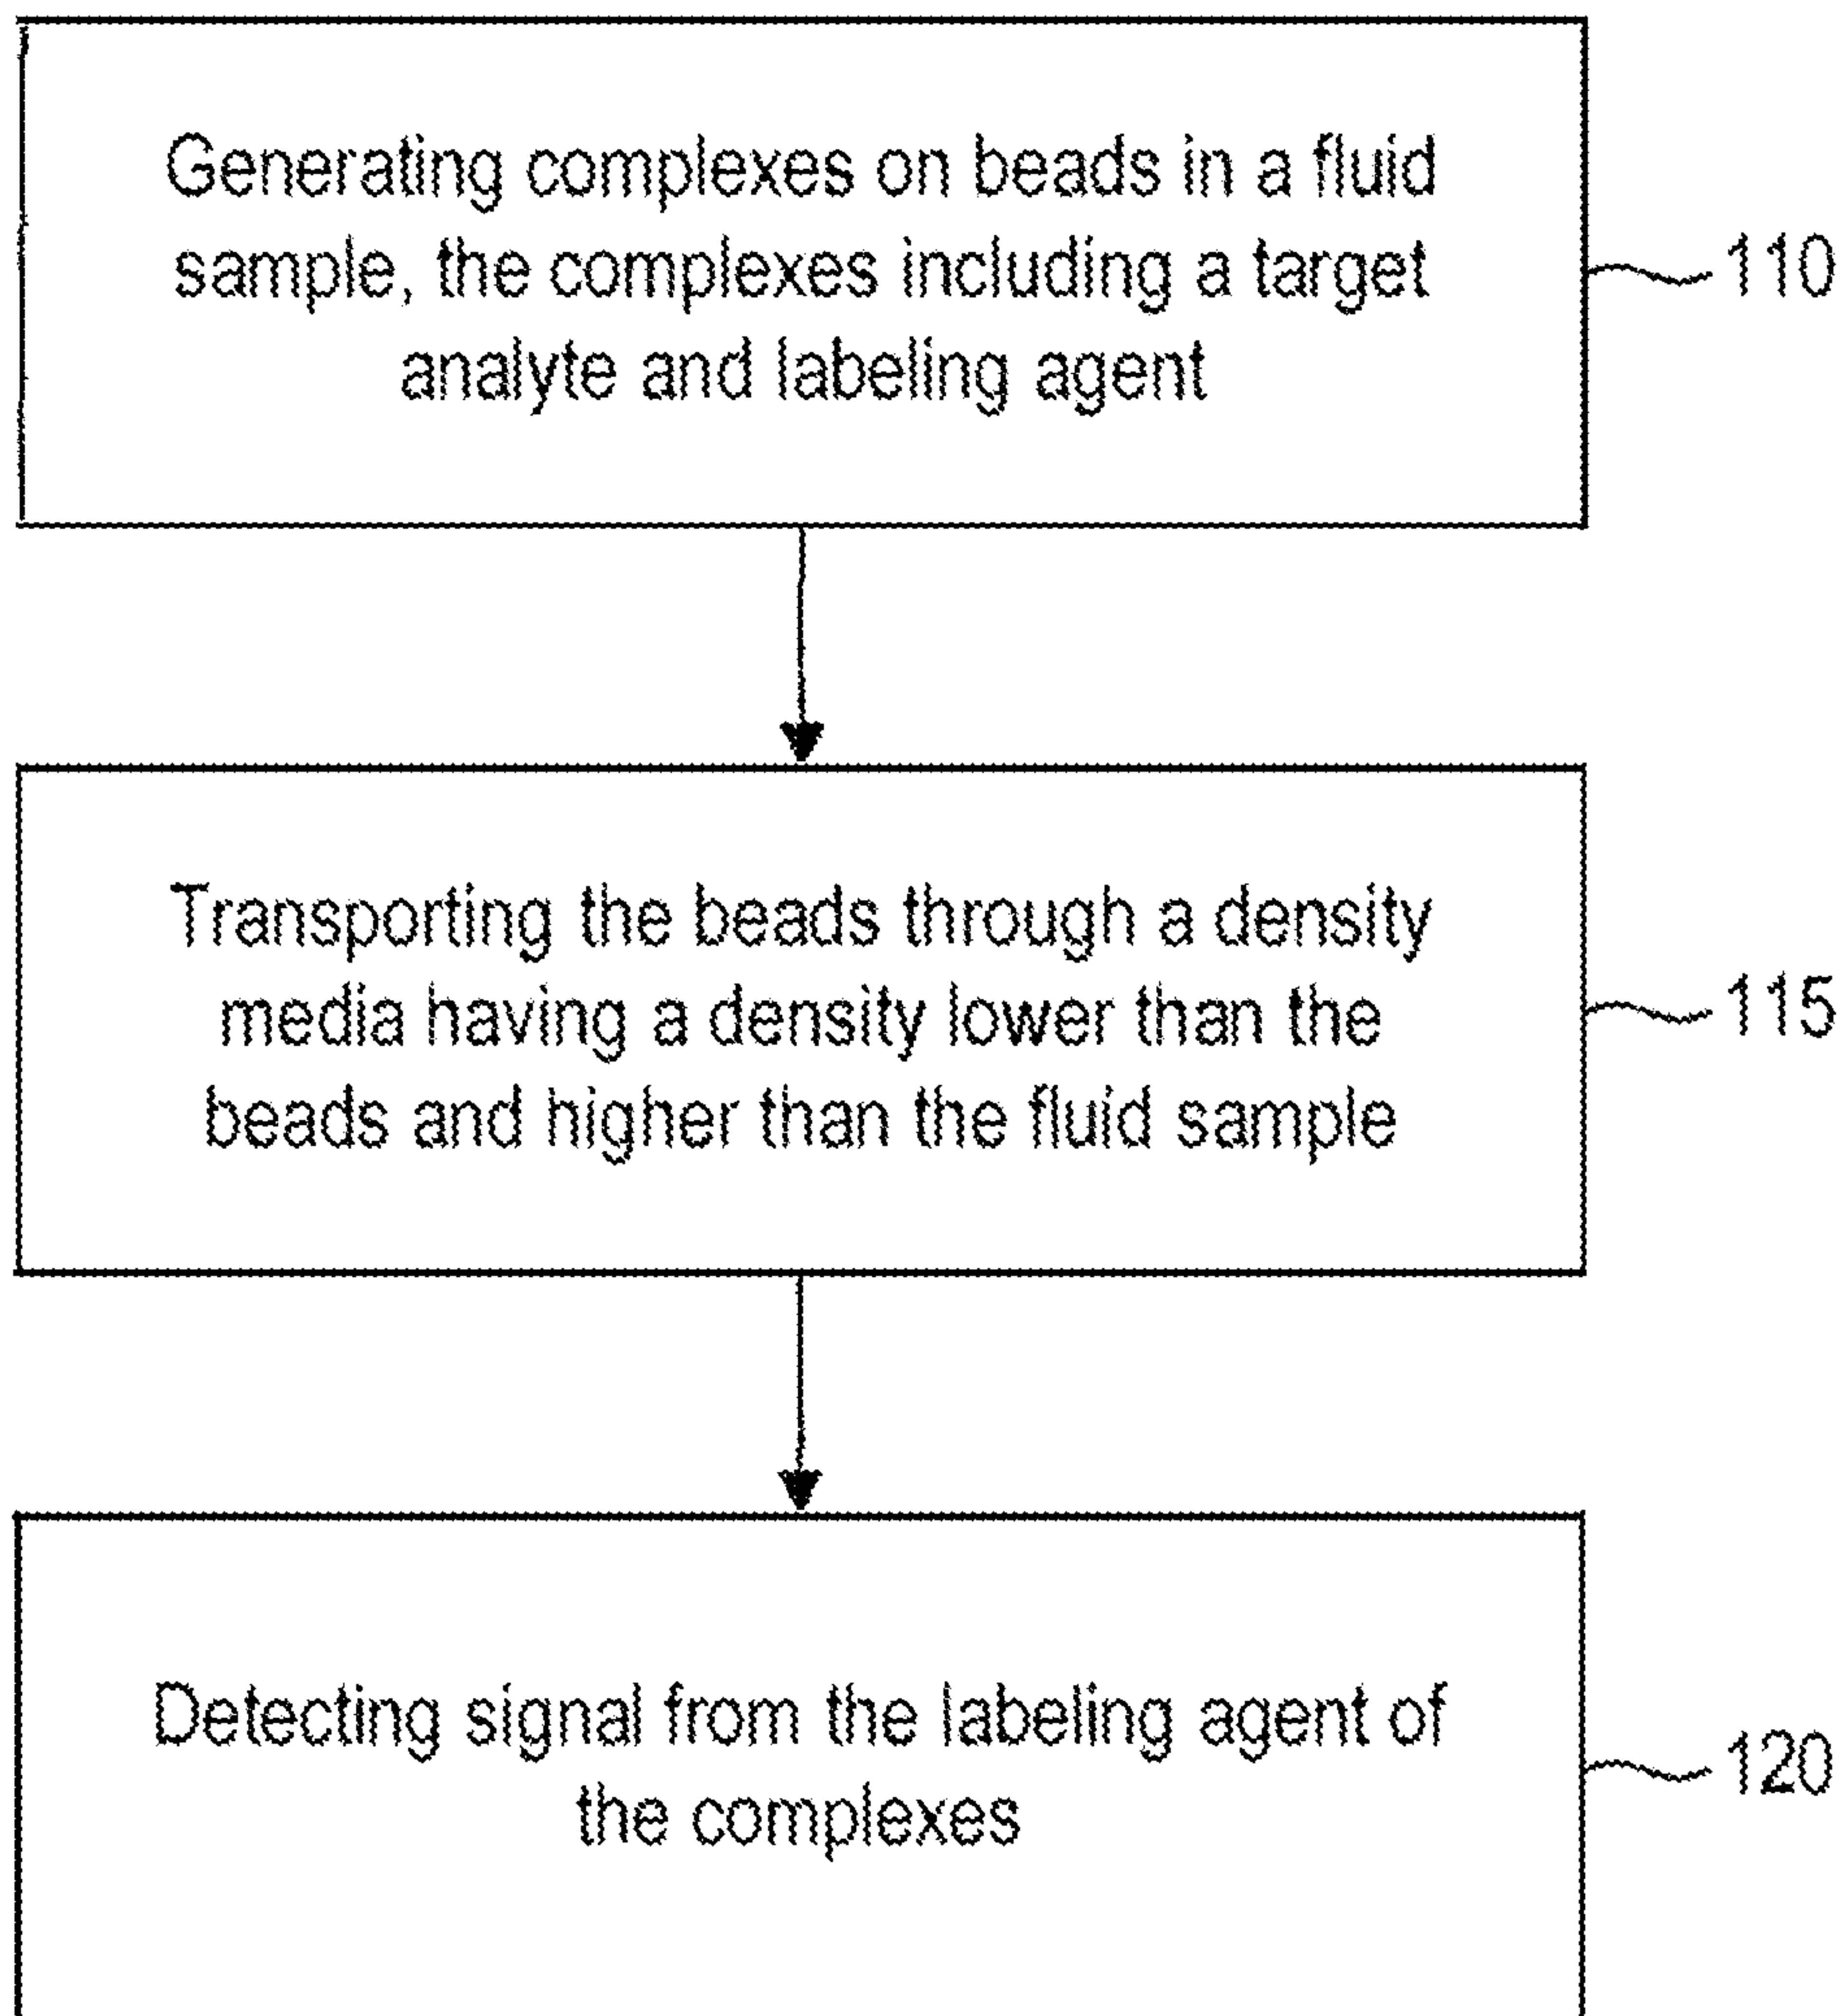 Generating complexes on beads in a fluid
sample, the complexes including a target
analyte and labeling agent
110
Transporting the beads through a density
media having a density lower than the
beads and higher than the fluid sample
115
Detecting signal from the labeling agent of
the complexes
120